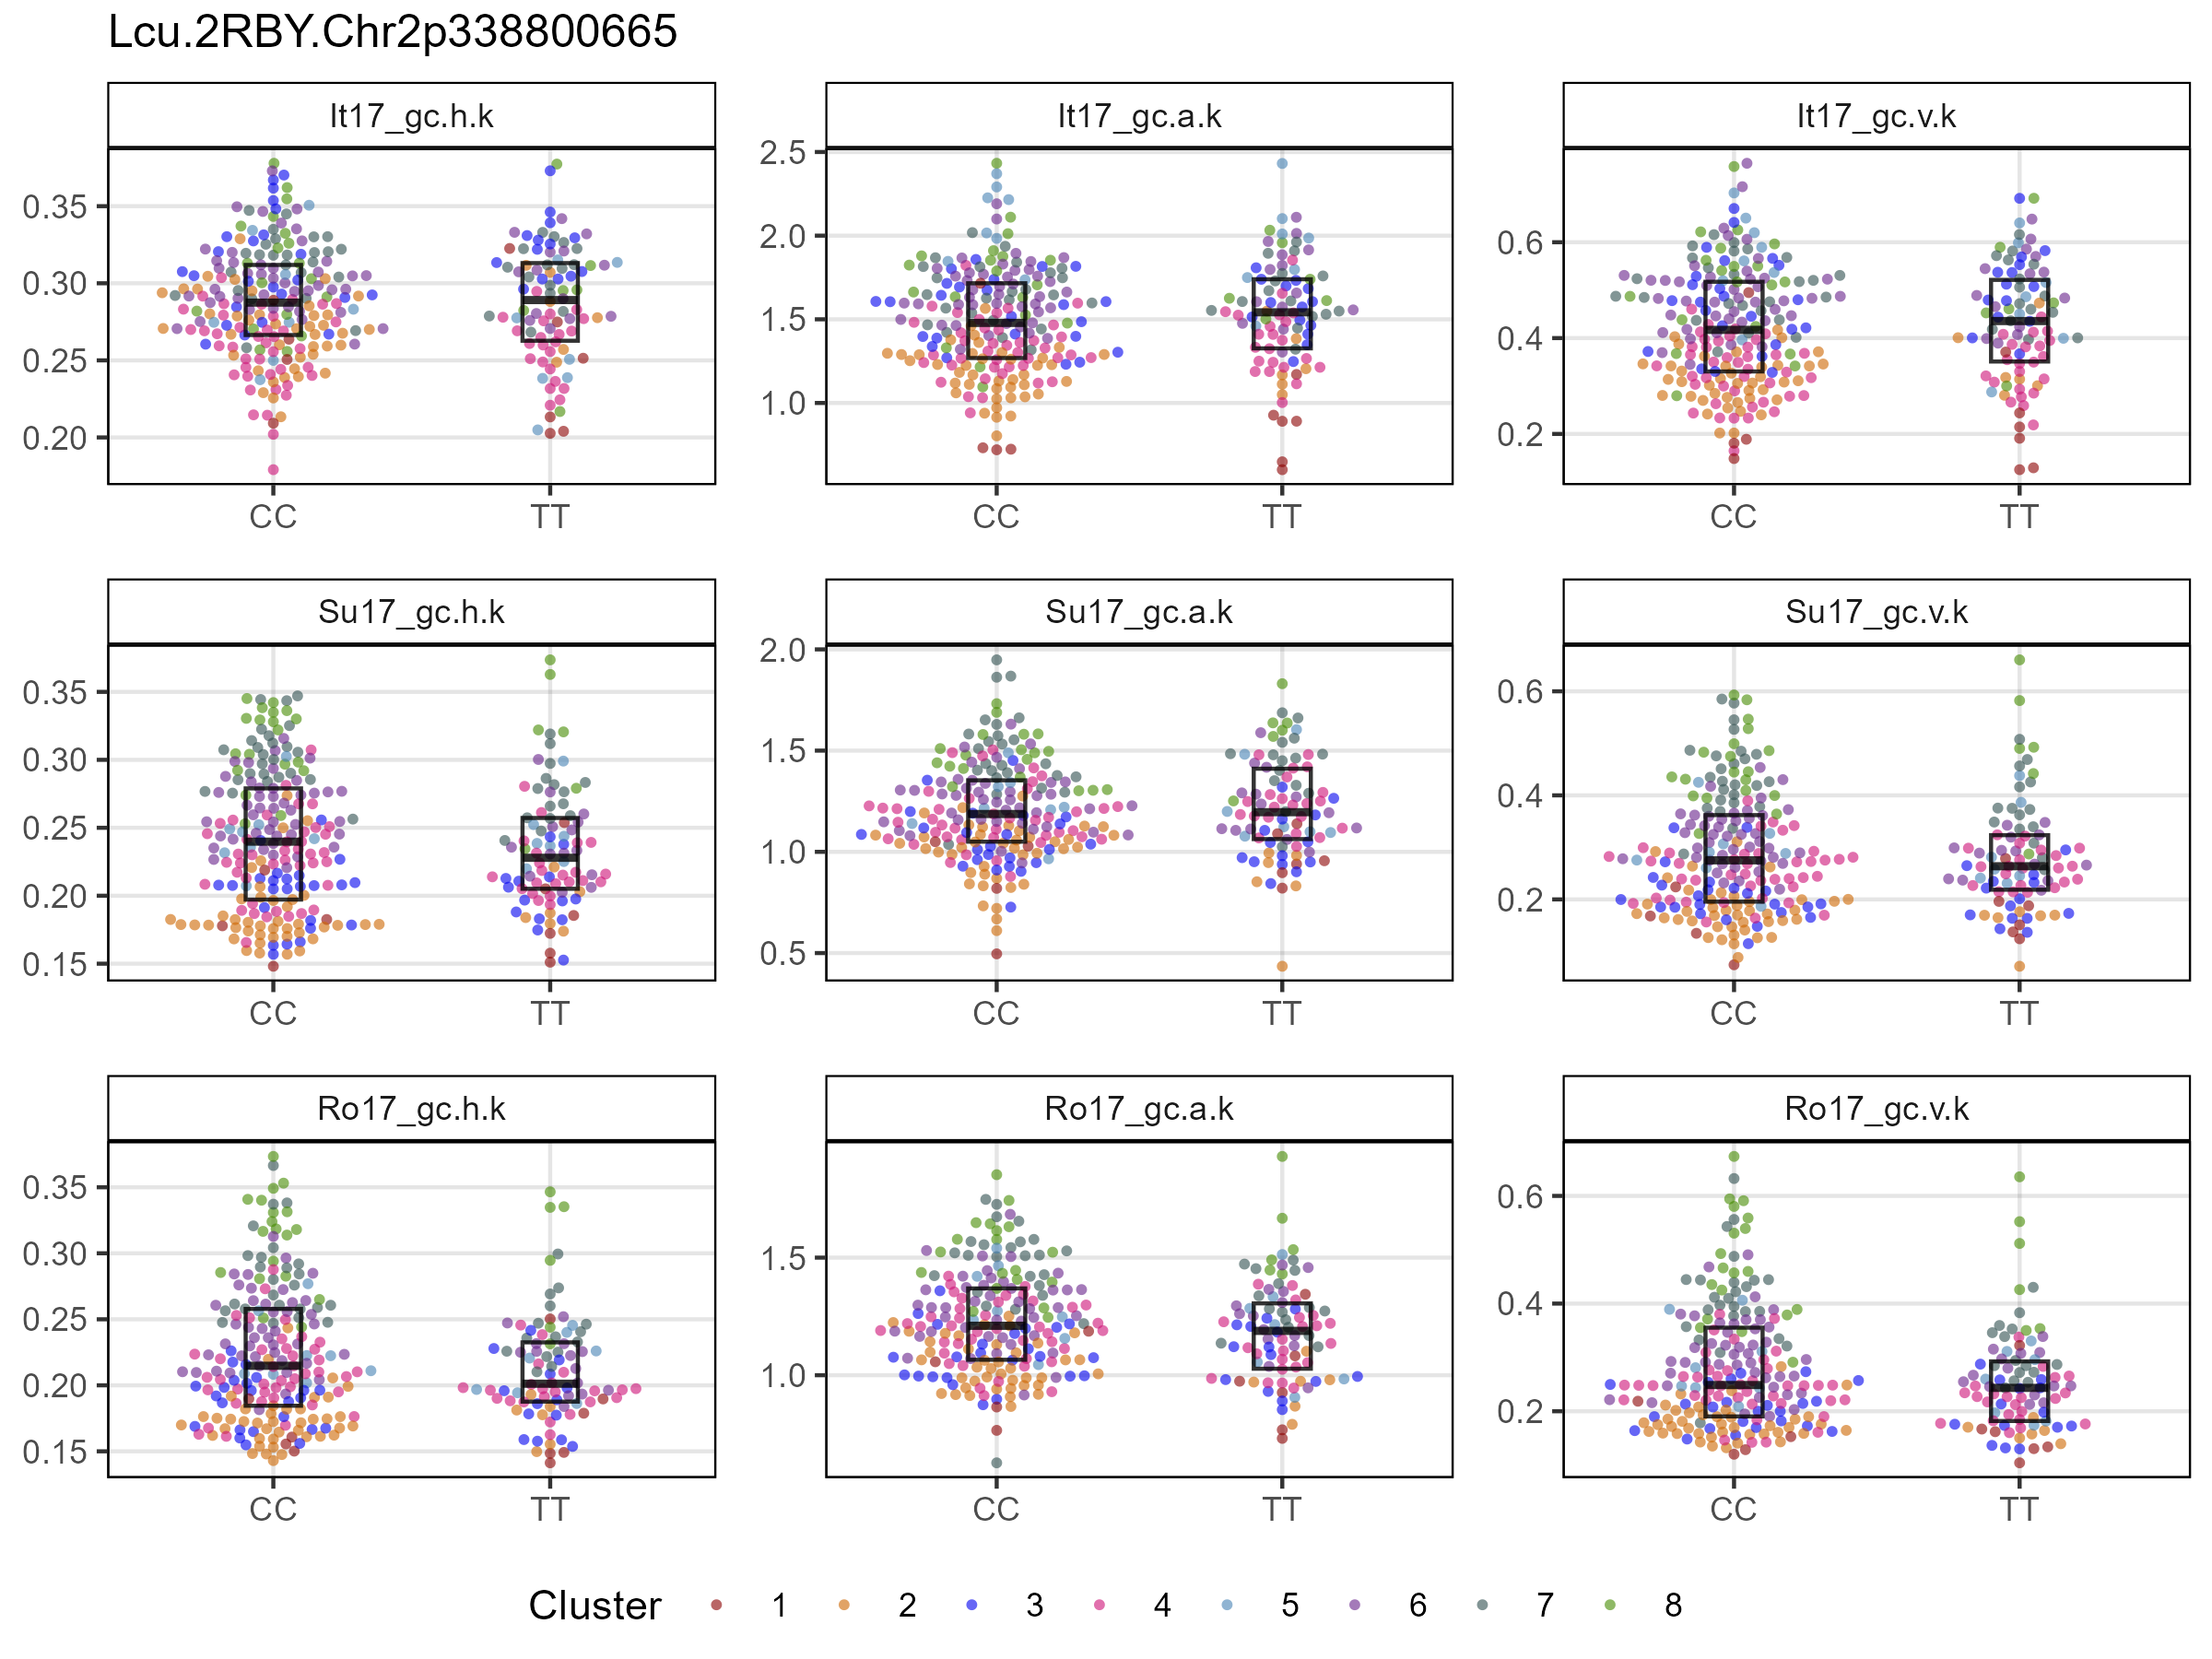 Lcu.2RBY.Chr2p338800665
It17_gc.h.k
It17_gc.a.k
It17_gc.v.k
0.35
0.30
0.25
0.20
CC
TT
2.5
2.0
1.5
1.0
CC
TT
0.6
0.4
0.2
CC
TT
Su17_gc.h.k
Su17_gc.a.k
Su17_gc.v.k
0.35
0.30
0.25
0.20
0.15
CC
TT
2.0
1.5
1.0
0.5
CC
TT
0.6
0.4
0.2
CC
TT
Ro17_gc.h.k
Ro17_gc.a.k
Ro17_gc.v.k
0.35
0.30
0.25
0.20
0.15
CC
TT
1.5
1.0
CC
TT
0.6
0.4
0.2
CC
TT
Cluster 1 2 3 4 5 6 7 8